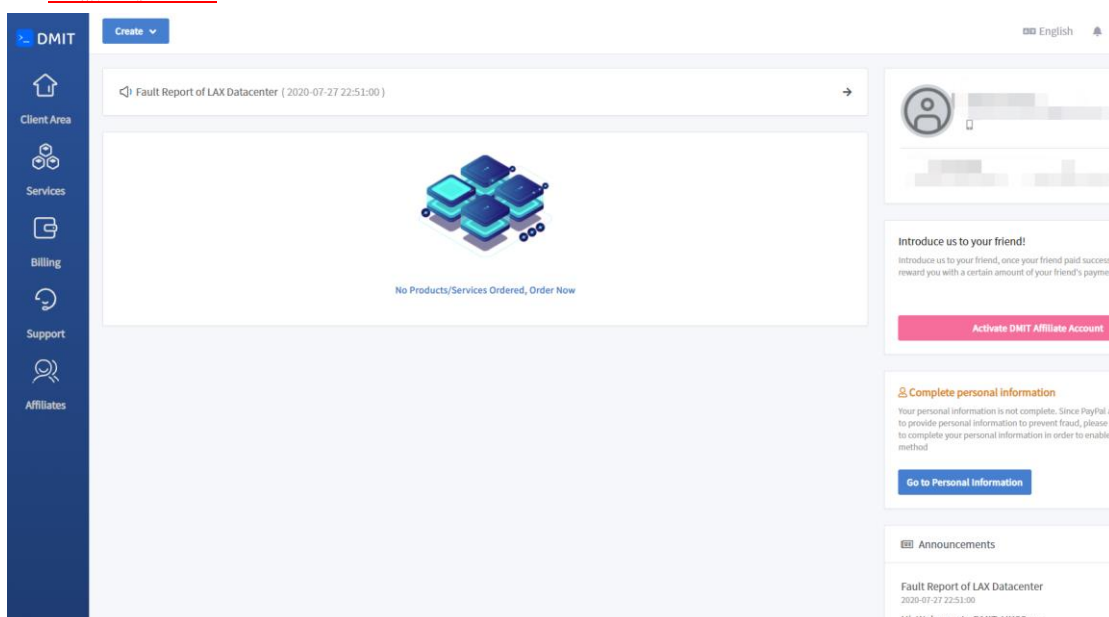 DMIT
Create
English
Client Area
Services
Billing
Support
Affiliates
Fault Report of LAX Datacenter ( 2020-07-27 22:51:00 )
No Products/Services Ordered, Order Now
Introduce us to your friend!
Introduce us to your friend, once your friend paid success
reward you with a certain amount of your friend's payme
Activate DMIT Affiliate Account
Complete personal information
Your personal information is not complete. Since PayPal
to provide personal information to prevent fraud, please
to complete your personal information in order to enable
method
Go to Personal Information
Announcements
Fault Report of LAX Datacenter
2020-07-27 22:51:00